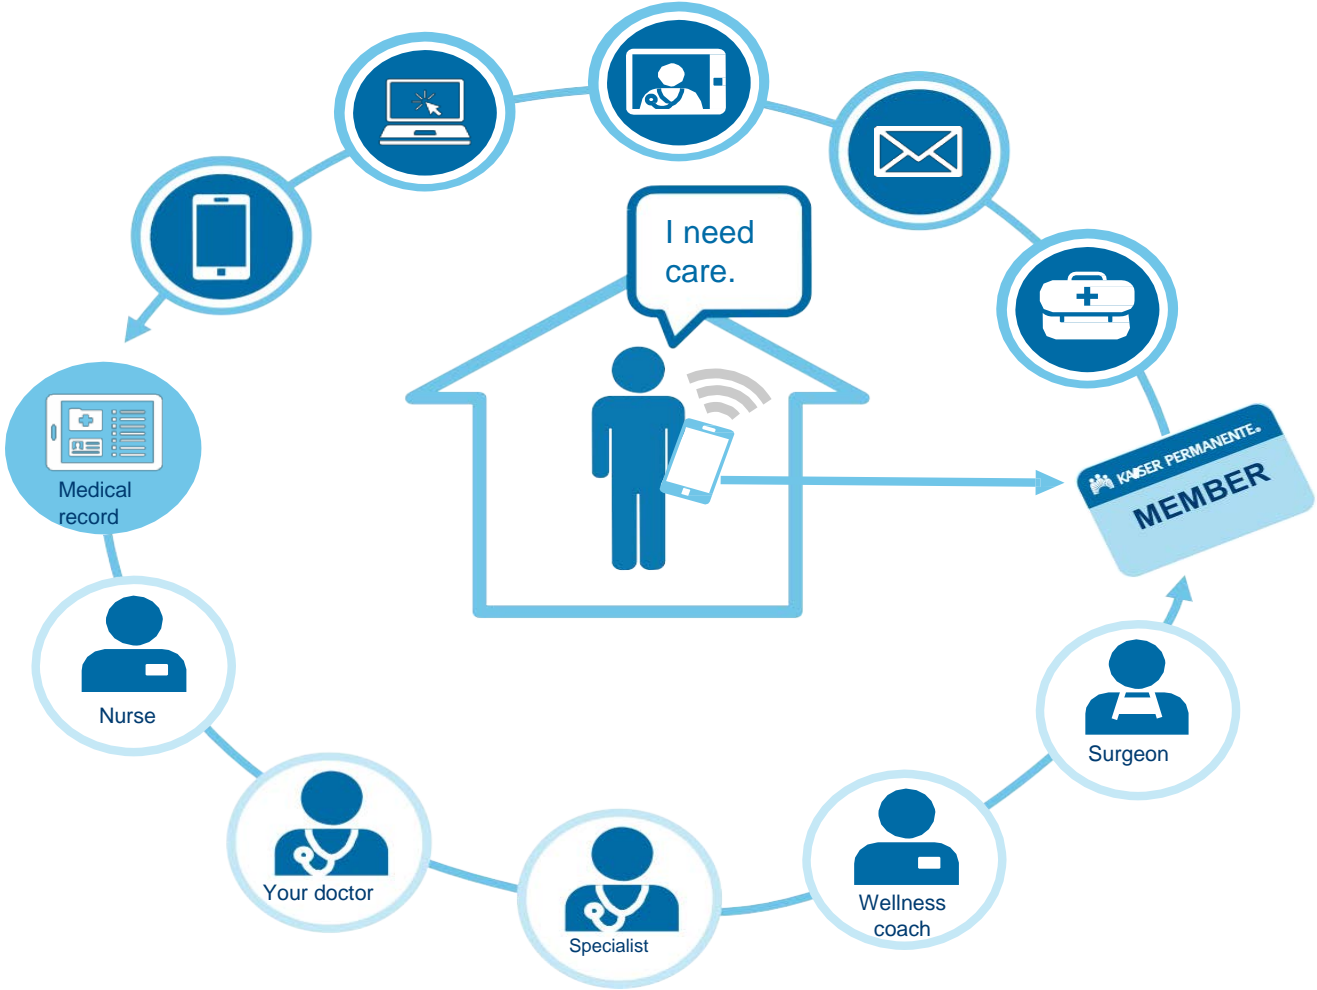 I need
care.
KAISER PERMANENTE®
MEMBER
Medical
record
Nurse
Your doctor
Specialist
Wellness
coach
Surgeon